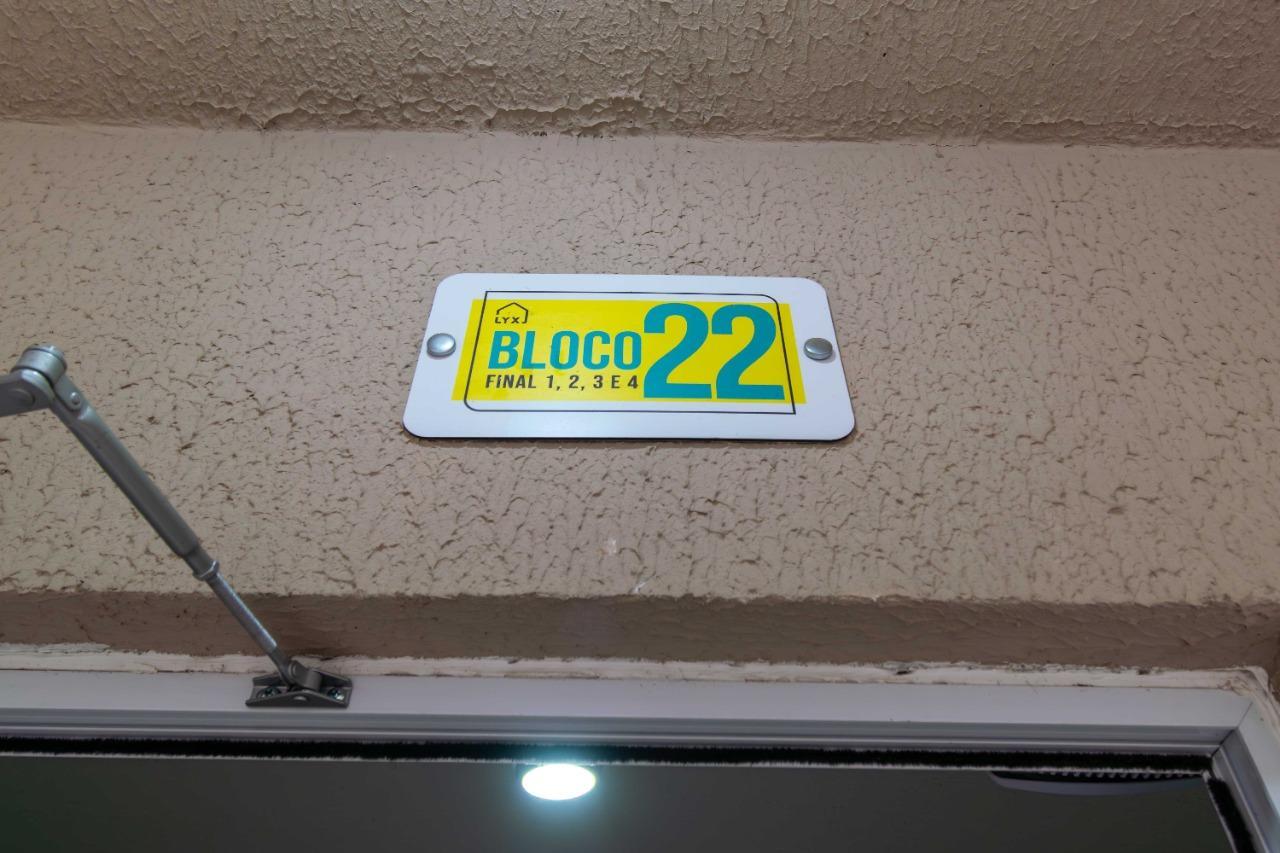 LYX
BLOCO 22
FINAL 1, 2, 3 E 4